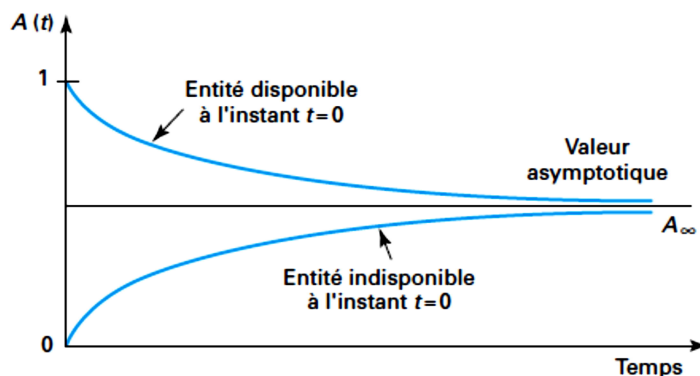 A (t)
1
Entité disponible
à l'instant t=0
Valeur
asymptotique
A∞
Entité indisponible
à l'instant t=0
0
Temps